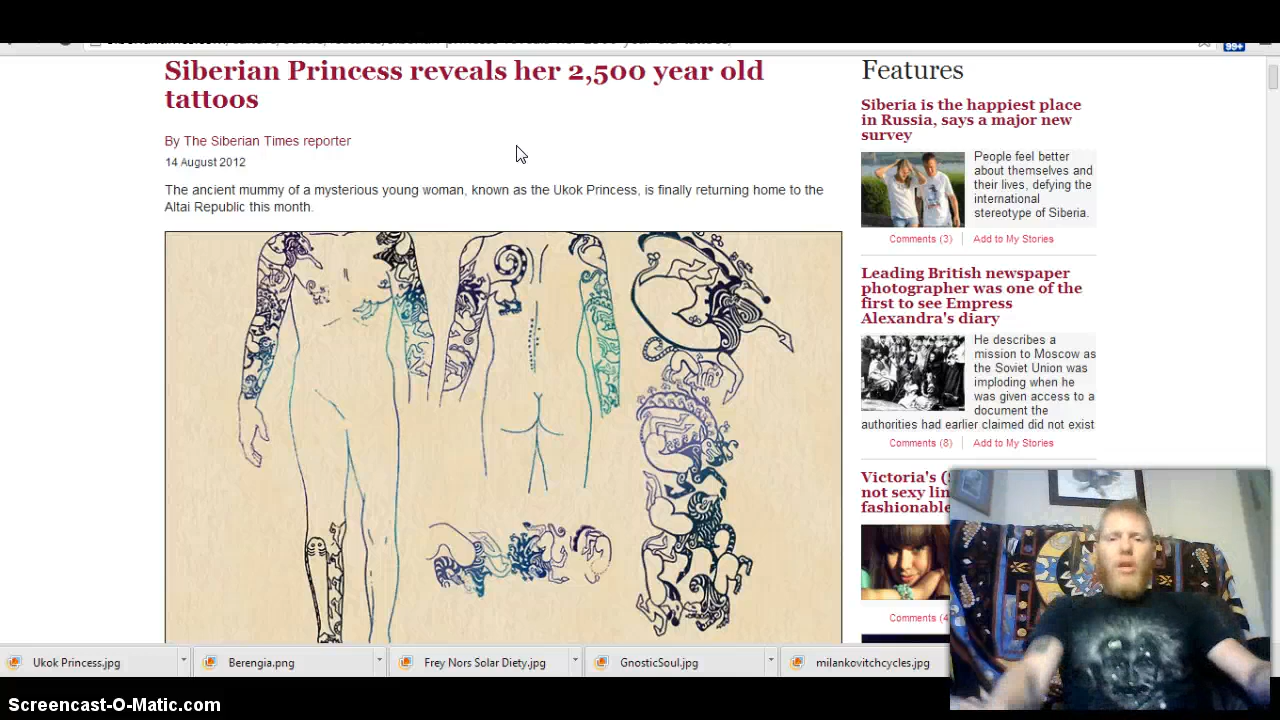 Siberian Princess reveals her 2,500 year old
tattoos
By The Siberian Times reporter
14 August 2012
The ancient mummy of a mysterious young woman, known as the Ukok Princess, is finally returning home to the
Altai Republic this month.
Features
Siberia is the happiest place
in Russia, says a major new
survey
People feel better
about themselves and
their lives, defying the
international
stereotype of Siberia.
Comments (3)
Add to My Stories
Leading British newspaper
photographer was one of the
first to see Empress
Alexandra's diary
He describes a
mission to Moscow as
the Soviet Union was
imploding when he
was given access to a
document the
authorities had earlier claimed did not exist
Comments (8)
Add to My Stories
Victoria's
not sexy
fashionable
Comments
99+
Ukok Princess.jpg
Berengia.png
Frey Nors Solar Diety.jpg
GnosticSoul.jpg
milankovitchcycles.jpg
Screencast-O-Matic.com